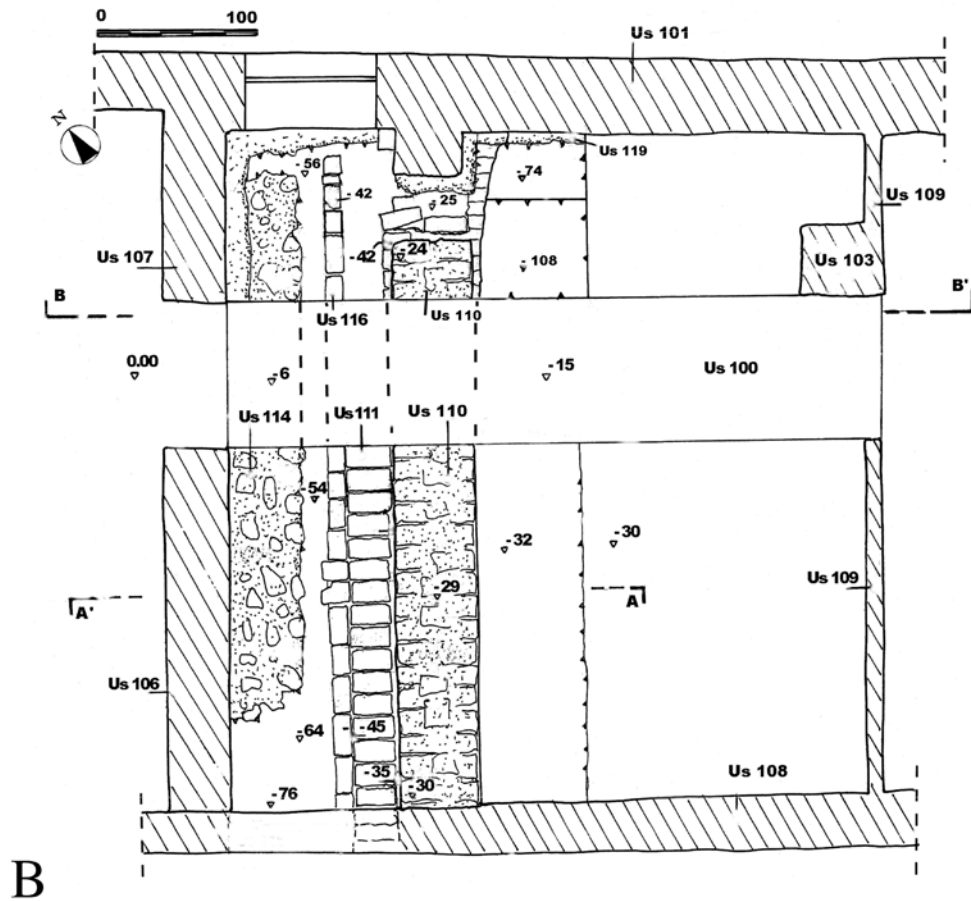 0 100
Us 101
N
-56
-74
Us 119
-42
-25
Us 109
Us 107
-42
-24
-108
Us 103
B
B'
Us 116
Us 110
0.00
-6
-15
Us 100
Us 114
Us 111
Us 110
-54
-32
-30
A'
-29
A
Us 109
Us 106
-64
-45
-35
-30
Us 108
-76
B